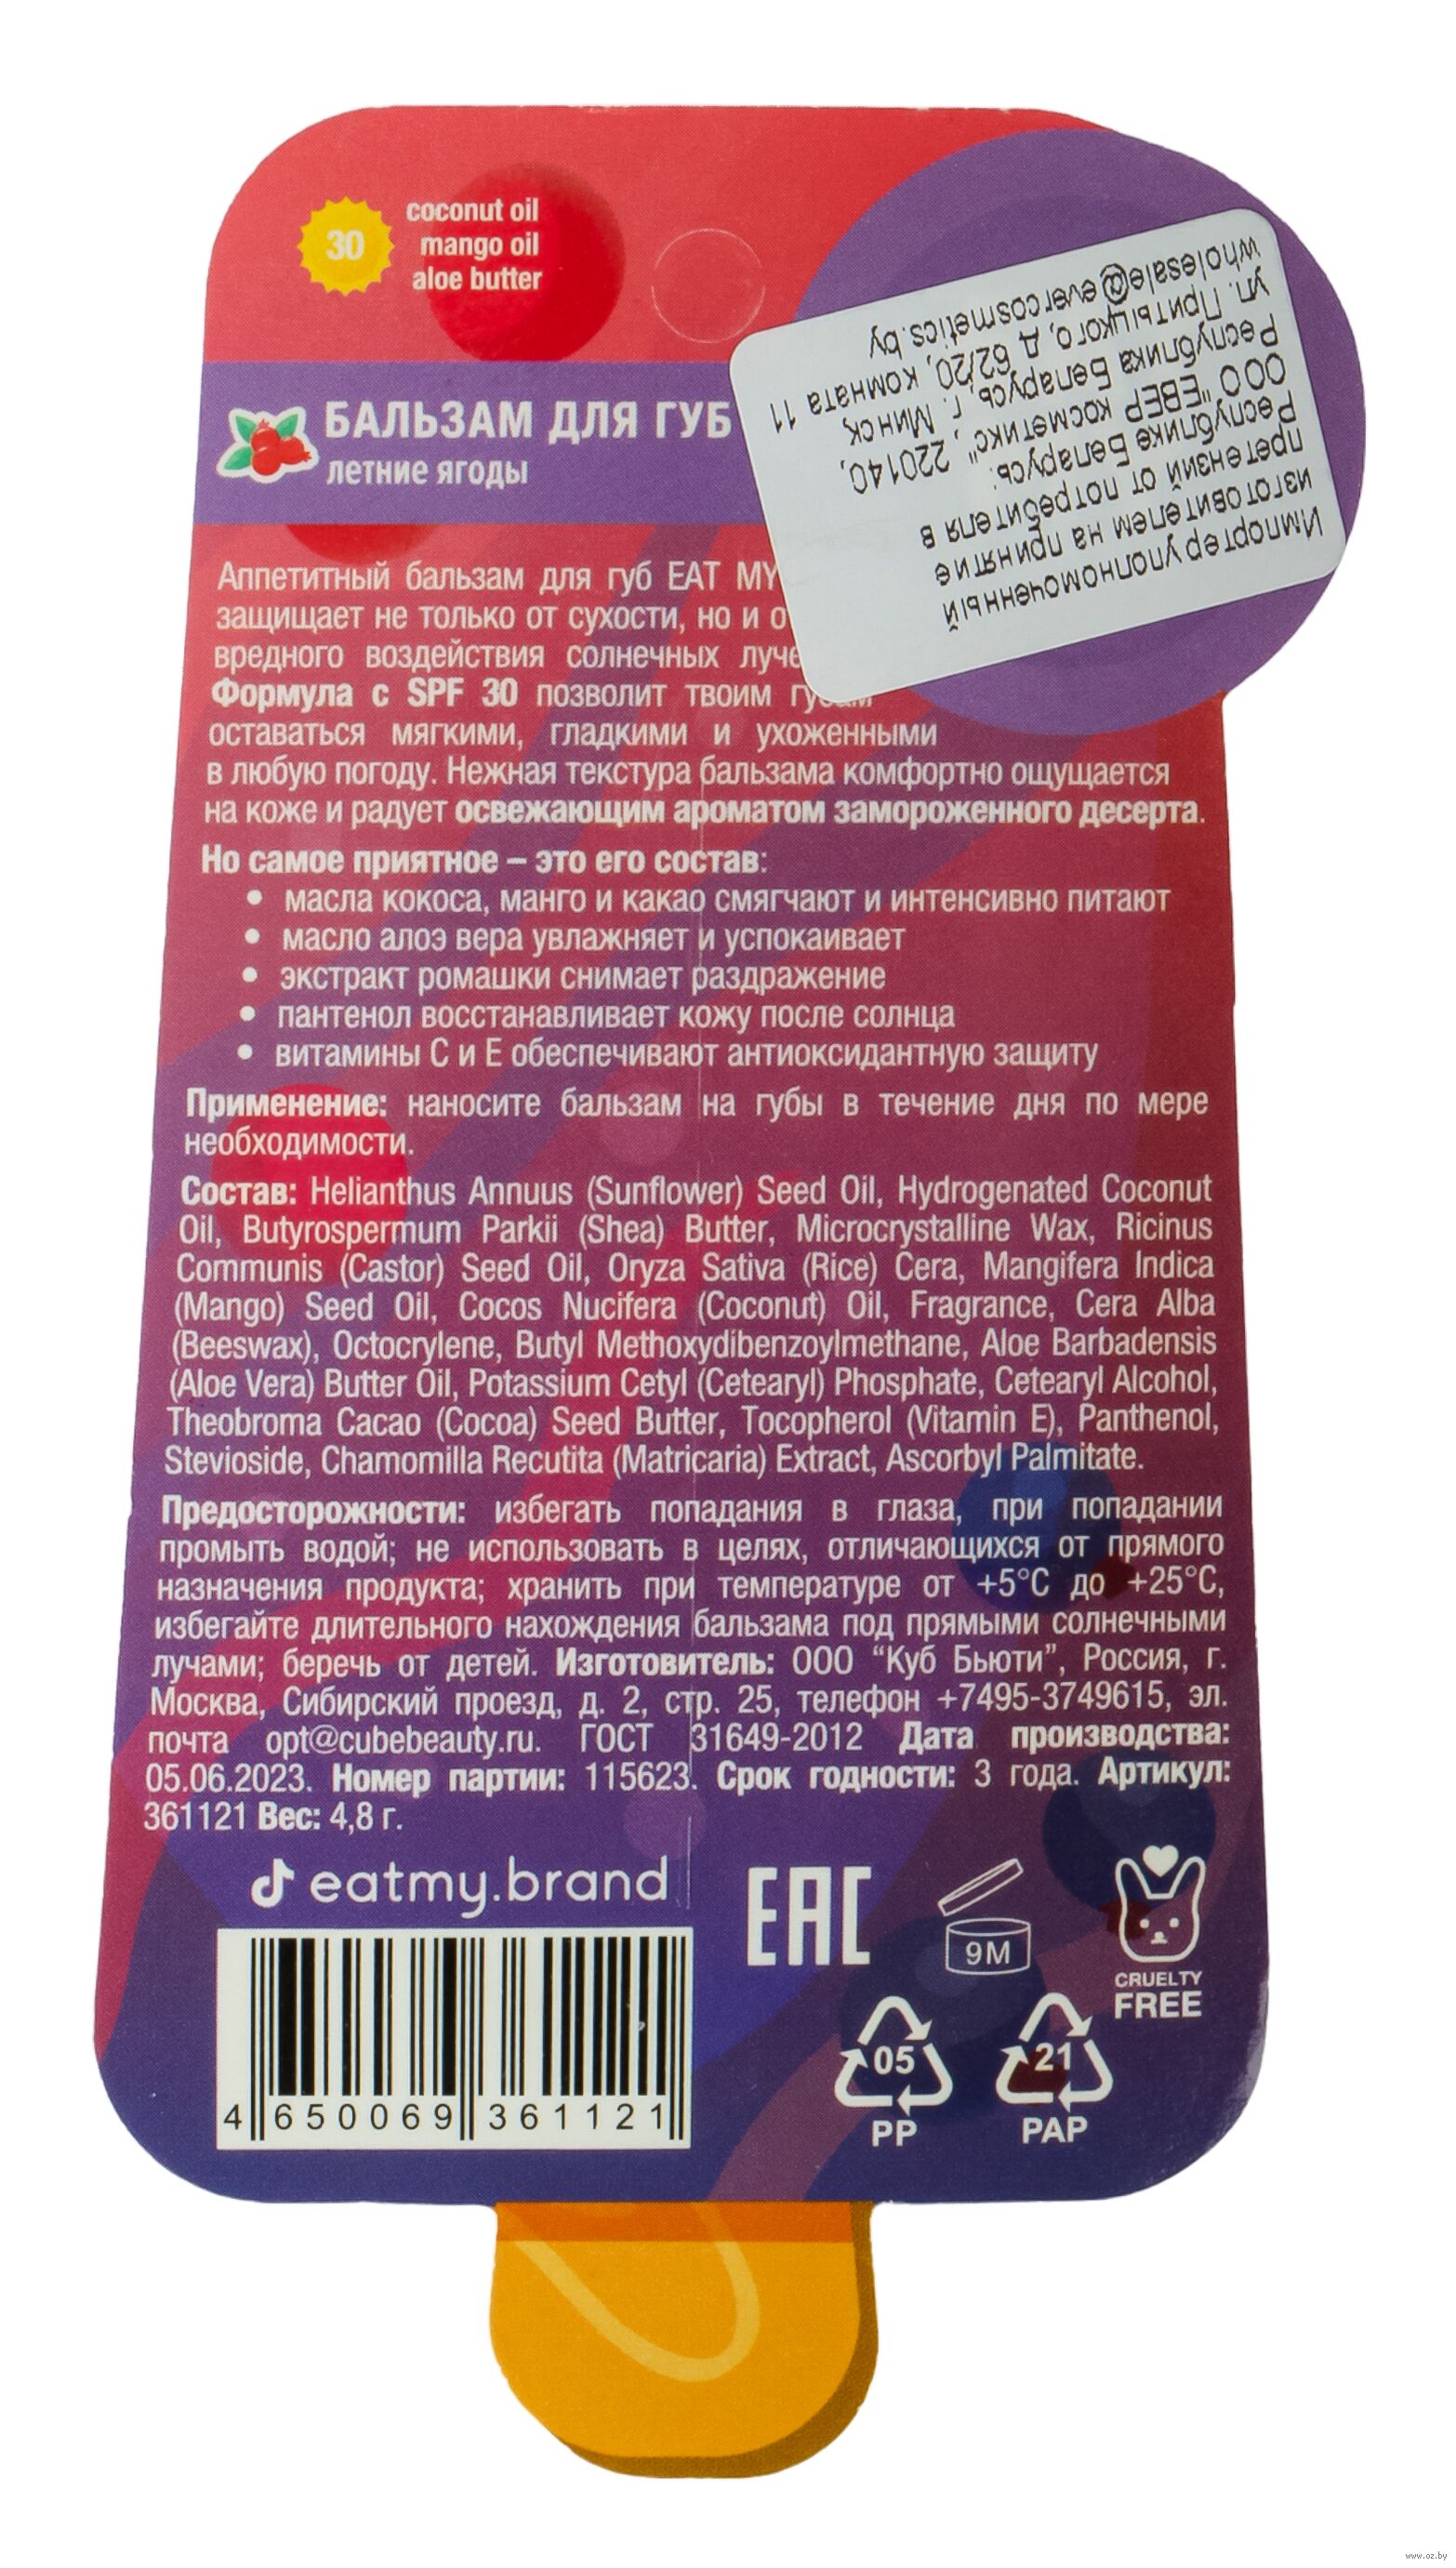 30
coconut oil
mango oil
aloe butter
БАЛЬЗАМ ДЛЯ ГУБ
летние ягоды
Импортер уполномоченный
изготовителем на принятие
претензий от потребителя в
Республике Беларусь:
ООО "ЕВЕР косметикс", 220140,
Республика Беларусь, г. Минск,
ул. Притыцкого, д 62/20, комната 11
wholesale@evercosmetics.by
Аппетитный бальзам для губ EAT MY
защищает не только от сухости, но и
вредного воздействия солнечных
Формула с SPF 30 позволит твоим губам
оставаться мягкими, гладкими и ухоженными
в любую погоду. Нежная текстура бальзама комфортно ощущается
на коже и радует освежающим ароматом замороженного десерта.
Но самое приятное – это его состав:
• масла кокоса, манго и какао смягчают и интенсивно питают
• масло алоэ вера увлажняет и успокаивает
• экстракт ромашки снимает раздражение
• пантенол восстанавливает кожу после солнца
• витамины С и Е обеспечивают антиоксидантную защиту
Применение: наносите бальзам на губы в течение дня по мере
необходимости.
Состав: Helianthus Annuus (Sunflower) Seed Oil, Hydrogenated Coconut
Oil, Butyrospermum Parkii (Shea) Butter, Microcrystalline Wax, Ricinus
Communis (Castor) Seed Oil, Oryza Sativa (Rice) Cera, Mangifera Indica
(Mango) Seed Oil, Cocos Nucifera (Coconut) Oil, Fragrance, Cera Alba
(Beeswax), Octocrylene, Butyl Methoxydibenzoylmethane, Aloe Barbadensis
(Aloe Vera) Butter Oil, Potassium Cetyl (Cetearyl) Phosphate, Cetearyl Alcohol,
Theobroma Cacao (Cocoa) Seed Butter, Tocopherol (Vitamin E), Panthenol,
Stevioside, Chamomilla Recutita (Matricaria) Extract, Ascorbyl Palmitate.
Предосторожности: избегать попадания в глаза, при попадании
промыть водой; не использовать в целях, отличающихся от прямого
назначения продукта; хранить при температуре от +5°С до +25°С,
избегайте длительного нахождения бальзама под прямыми солнечными
лучами; беречь от детей. Изготовитель: ООО “Куб Бьюти”, Россия, г.
Москва, Сибирский проезд, д. 2, стр. 25, телефон +7495-3749615, эл.
почта opt@cubebeauty.ru. ГОСТ 31649-2012 Дата производства:
05.06.2023. Номер партии: 115623. Срок годности: 3 года. Артикул:
361121 Вес: 4,8 г.
eatmy.brand
EAC
9M
CRUELTY
FREE
4 650069 361121
05
PP
21
PAP
www.oz.by